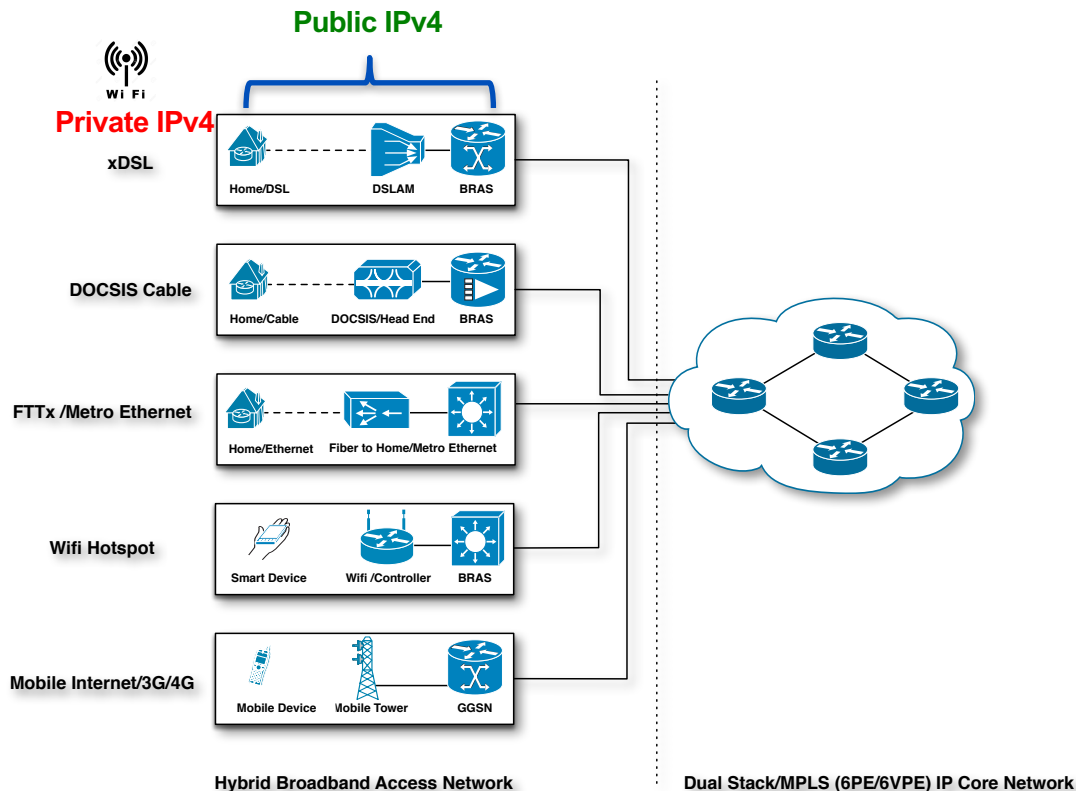 Public IPv4
Wi Fi
Private IPv4
xDSL
Home/DSL
DSLAM
BRAS
DOCSIS Cable
Home/Cable
DOCSIS/Head End
BRAS
FTTx /Metro Ethernet
Home/Ethernet
Fiber to Home/Metro Ethernet
Wifi Hotspot
Smart Device
Wifi /Controller
BRAS
Mobile Internet/3G/4G
Mobile Device
Mobile Tower
GGSN
Hybrid Broadband Access Network
Dual Stack/MPLS (6PE/6VPE) IP Core Network